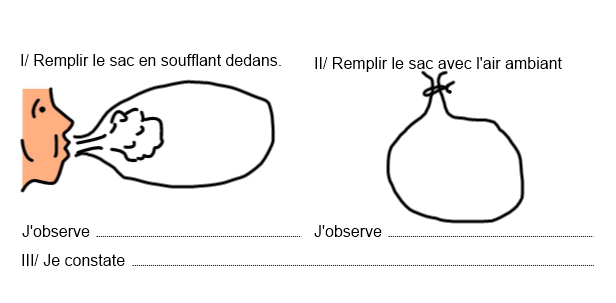 I/ Remplir le sac en soufflant dedans.
II/ Remplir le sac avec l'air ambiant
J'observe
J'observe
III/ Je constate